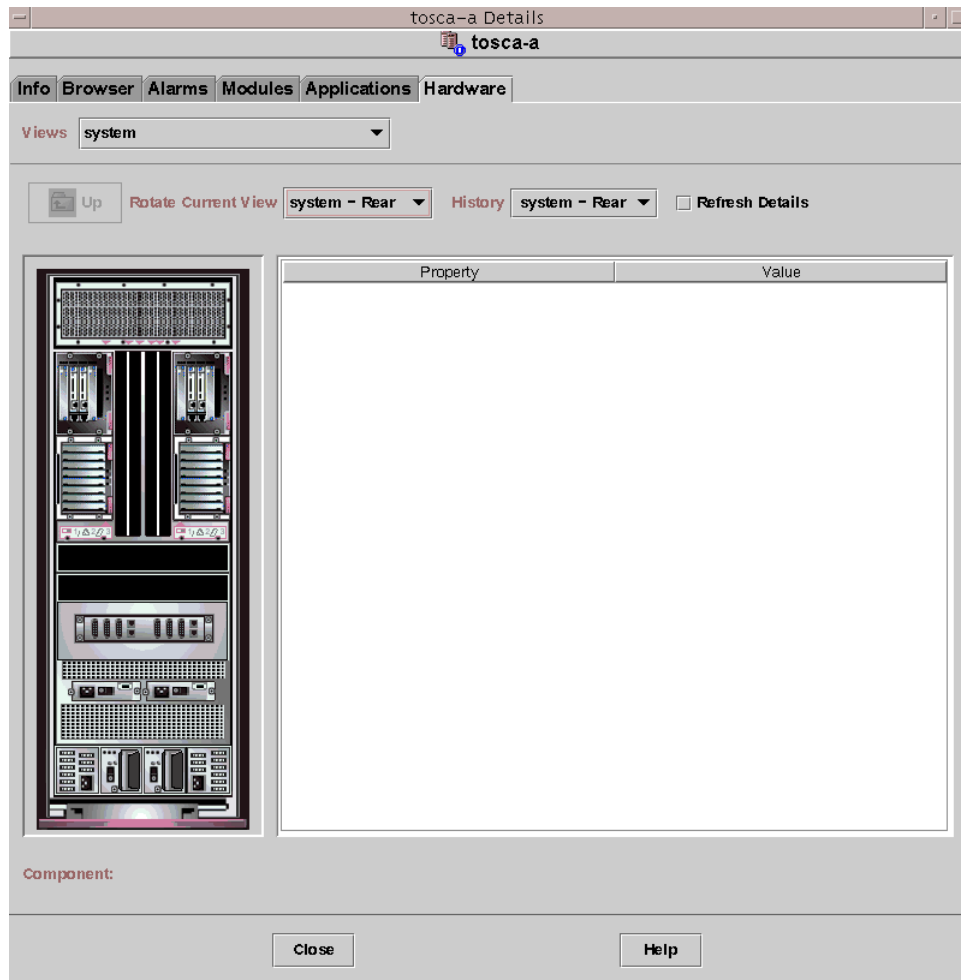 tosca-a Details
tosca-a
Info Browser Alarms Modules Applications Hardware
Views system
Up Rotate Current View system - Rear History system - Rear Refresh Details
Property Value
Component:
Close Help